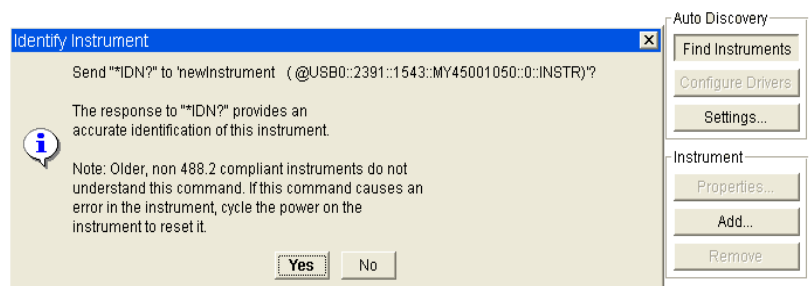 Identify Instrument
Send "*IDN?" to 'newInstrument ( @USB0::2391::1543::MY45001050::0::INSTR)'?
The response to "*IDN?" provides an
accurate identification of this instrument.
Note: Older, non 488.2 compliant instruments do not
understand this command. If this command causes an
error in the instrument, cycle the power on the
instrument to reset it.
Yes No
Auto Discovery
Find Instruments
Configure Drivers
Settings...
Instrument
Properties...
Add...
Remove